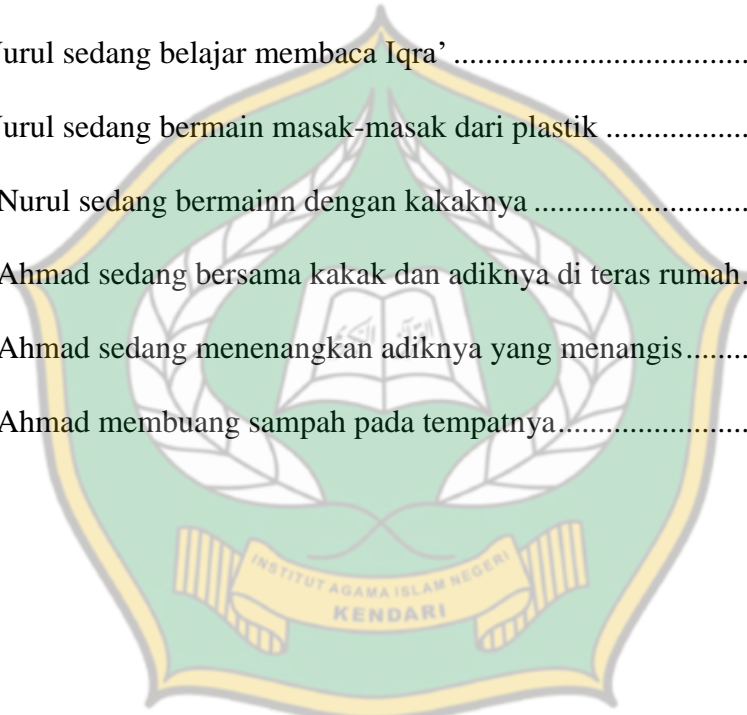 urul sedang belajar membaca Iqra’ ....................................
urul sedang bermain masak-masak dari plastik ..................
Nurul sedang bermainn dengan kakaknya ...........................
Ahmad sedang bersama kakak dan adiknya di teras rumah.
Ahmad sedang menenangkan adiknya yang menangis ........
Ahmad membuang sampah pada tempatnya........................
القرآن الكريم
INSTITUT AGAMA ISLAM NEGERI
KENDARI